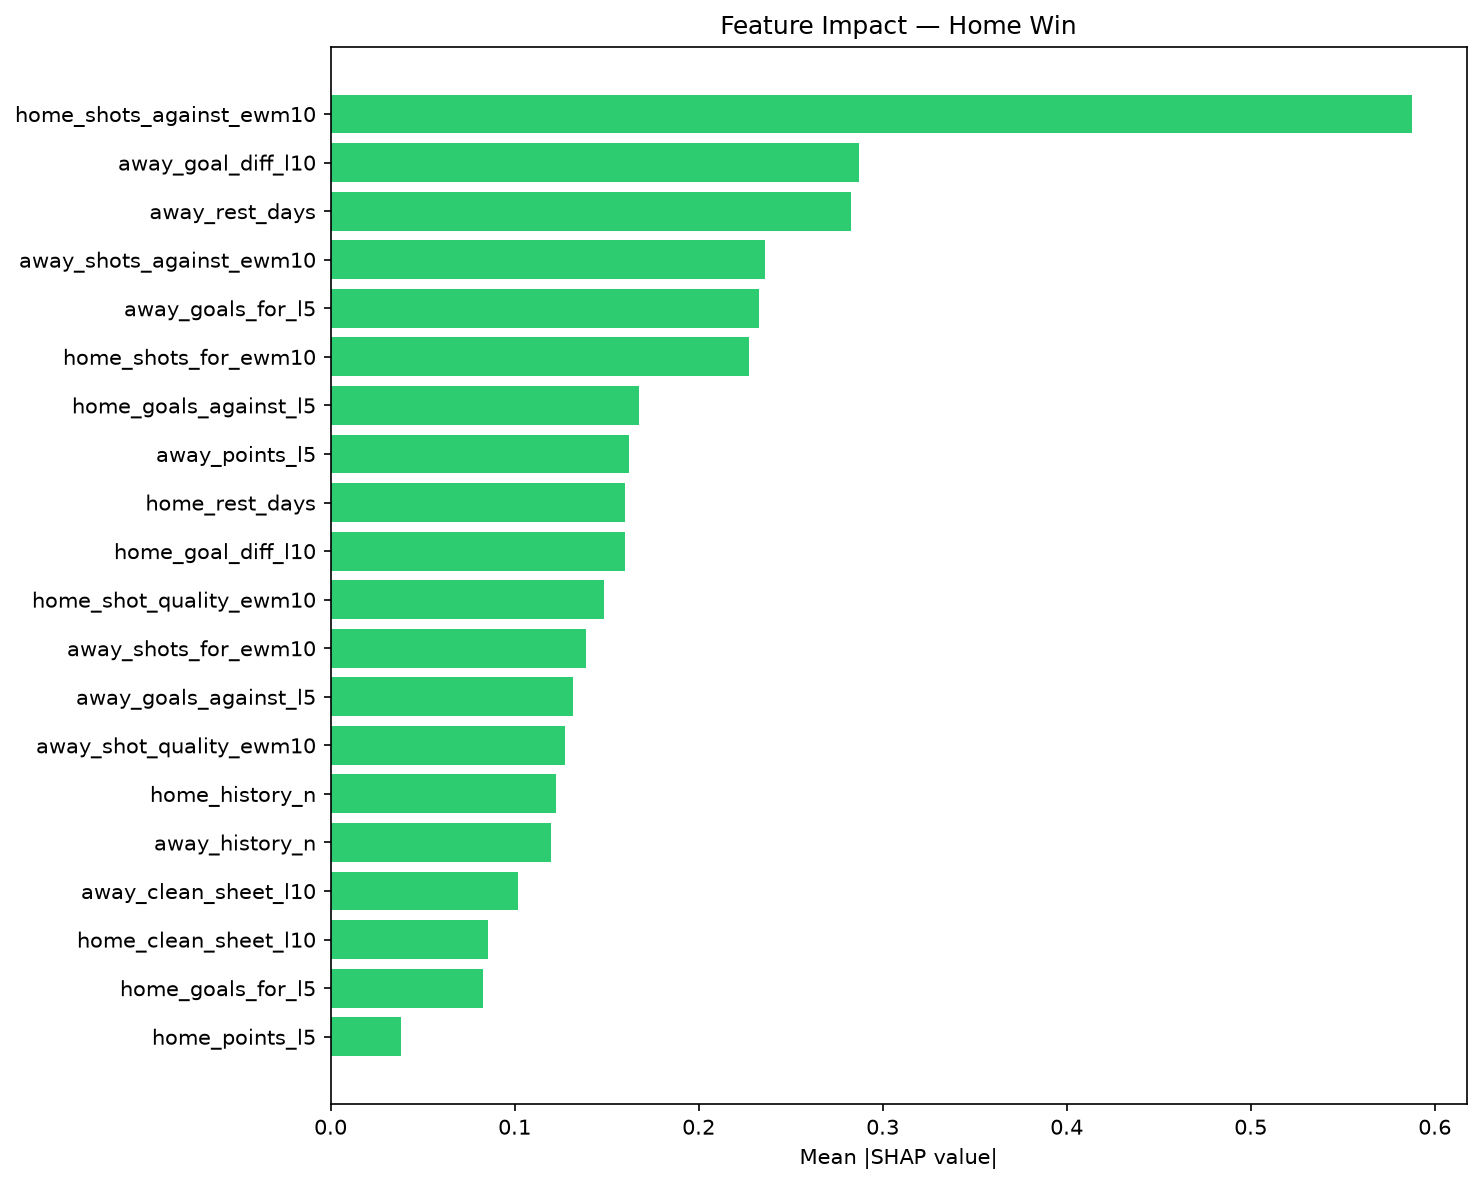 Feature Impact — Home Win
home_shots_against_ewm10
away_goal_diff_l10
away_rest_days
away_shots_against_ewm10
away_goals_for_l5
home_shots_for_ewm10
home_goals_against_l5
away_points_l5
home_rest_days
home_goal_diff_l10
home_shot_quality_ewm10
away_shots_for_ewm10
away_goals_against_l5
away_shot_quality_ewm10
home_history_n
away_history_n
away_clean_sheet_l10
home_clean_sheet_l10
home_goals_for_l5
home_points_l5
0.0 0.1 0.2 0.3 0.4 0.5 0.6
Mean |SHAP value|